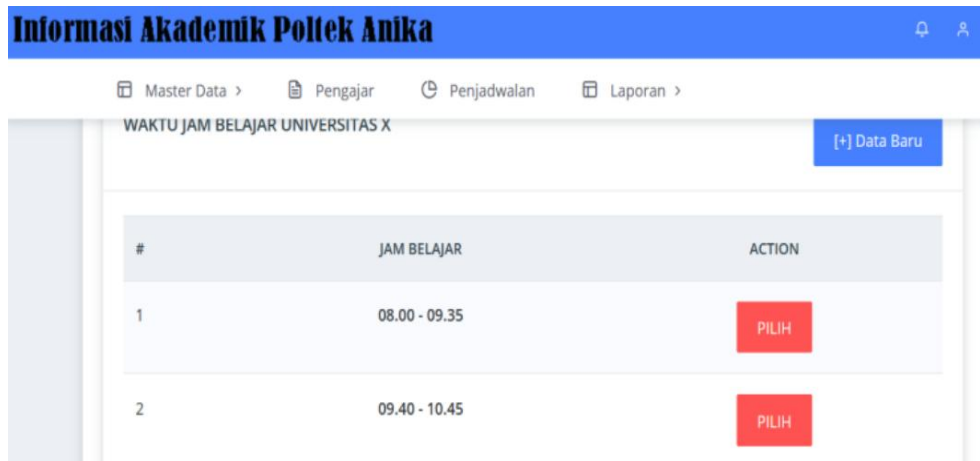 Informasi Akademik Poltek Anika
Master Data > Pengajar Penjadwalan Laporan >
WAKTU JAM BELAJAR UNIVERSITAS X
[+] Data Baru
# JAM BELAJAR ACTION
1 08.00 - 09.35 PILIH
2 09.40 - 10.45 PILIH